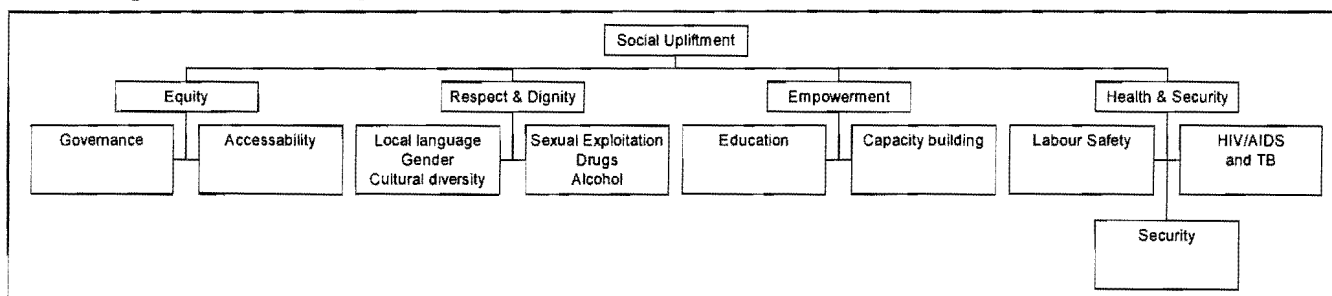 Social Upliftment
Equity
Respect & Dignity
Empowerment
Health & Security
Governance
Accessability
Local language
Gender
Cultural diversity
Sexual Exploitation
Drugs
Alcohol
Education
Capacity building
Labour Safety
HIV/AIDS
and TB
Security